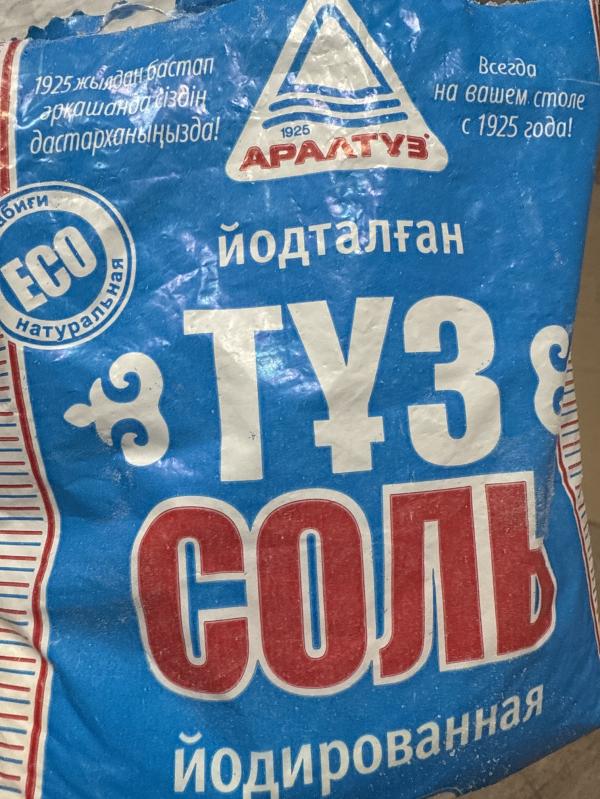 1925 жылдан бастап
әрқашанда сіздің
дастарханыңызда!
1925
АРАЛТҰЗ
Всегда
на вашем столе
с 1925 года!
ECO
натуральная
йодталған
ТҰЗ
СОЛЬ
йодированная